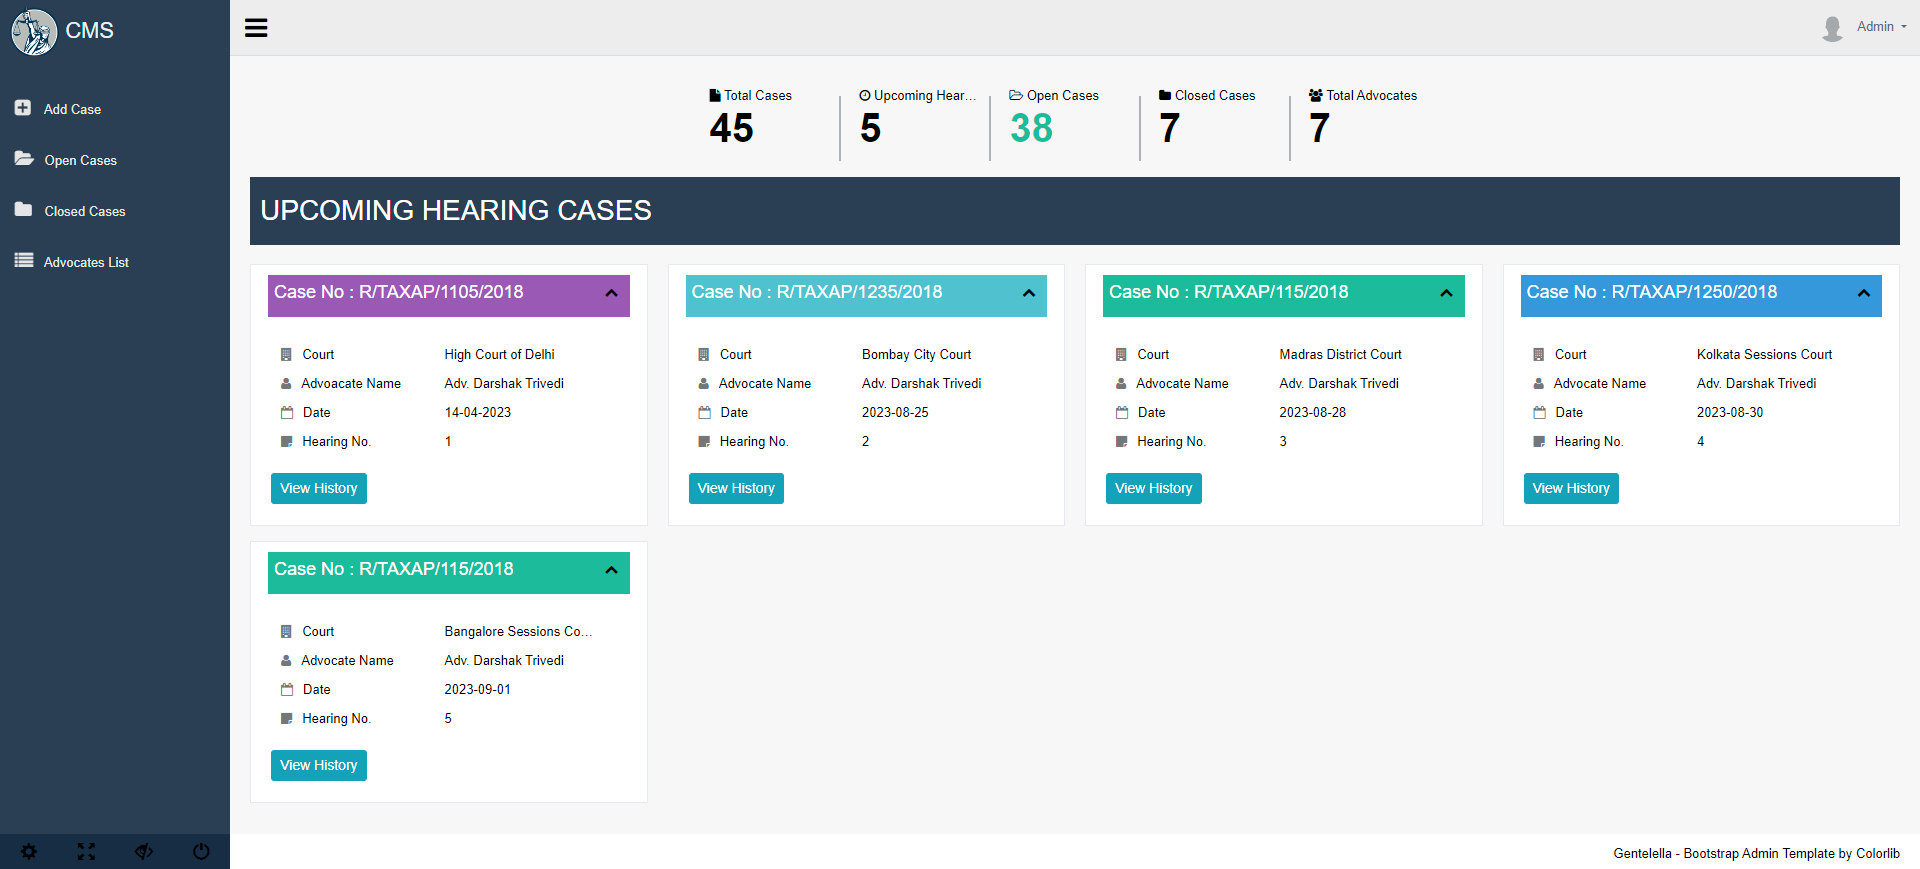 CMS
Admin
Add Case
Open Cases
Closed Cases
Advocates List
Total Cases
45
Upcoming Hear...
5
Open Cases
38
Closed Cases
7
Total Advocates
7
UPCOMING HEARING CASES
Case No : R/TAXAP/1105/2018
Court High Court of Delhi
Advoacate Name Adv. Darshak Trivedi
Date 14-04-2023
Hearing No. 1
View History
Case No : R/TAXAP/1235/2018
Court Bombay City Court
Advocate Name Adv. Darshak Trivedi
Date 2023-08-25
Hearing No. 2
View History
Case No : R/TAXAP/115/2018
Court Madras District Court
Advocate Name Adv. Darshak Trivedi
Date 2023-08-28
Hearing No. 3
View History
Case No : R/TAXAP/1250/2018
Court Kolkata Sessions Court
Advocate Name Adv. Darshak Trivedi
Date 2023-08-30
Hearing No. 4
View History
Case No : R/TAXAP/115/2018
Court Bangalore Sessions Co...
Advocate Name Adv. Darshak Trivedi
Date 2023-09-01
Hearing No. 5
View History
Gentelella - Bootstrap Admin Template by Colorlib